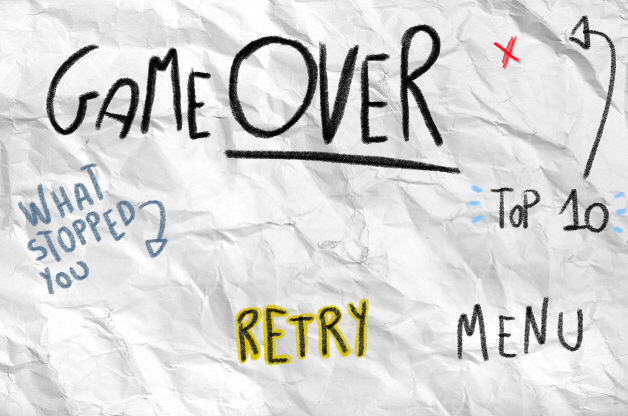 GAME OVER
WHAT
STOPPED
YOU
TOP 10
RETRY
MENU